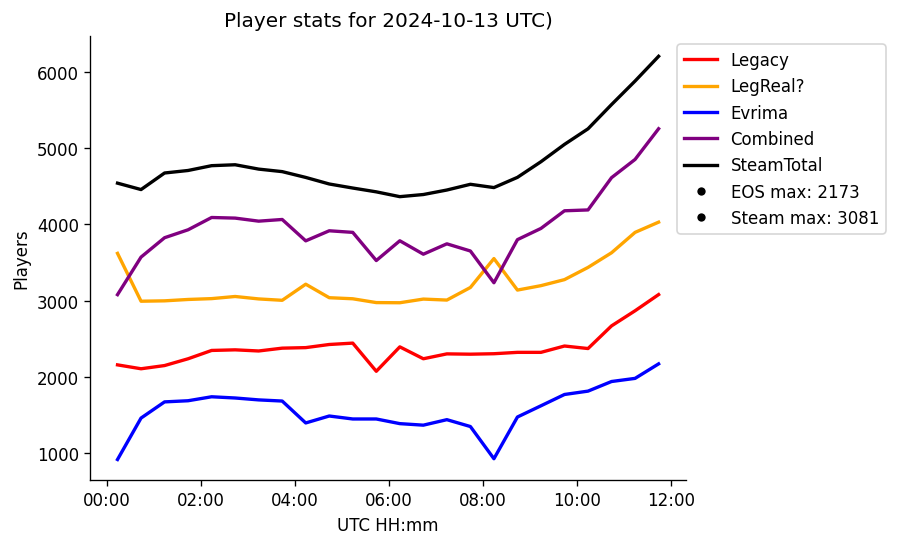 Player stats for 2024-10-13 UTC)
Legacy
LegReal?
Evrima
Combined
SteamTotal
EOS max: 2173
Steam max: 3081
Players
6000
5000
4000
3000
2000
1000
00:00 02:00 04:00 06:00 08:00 10:00 12:00
UTC HH:mm